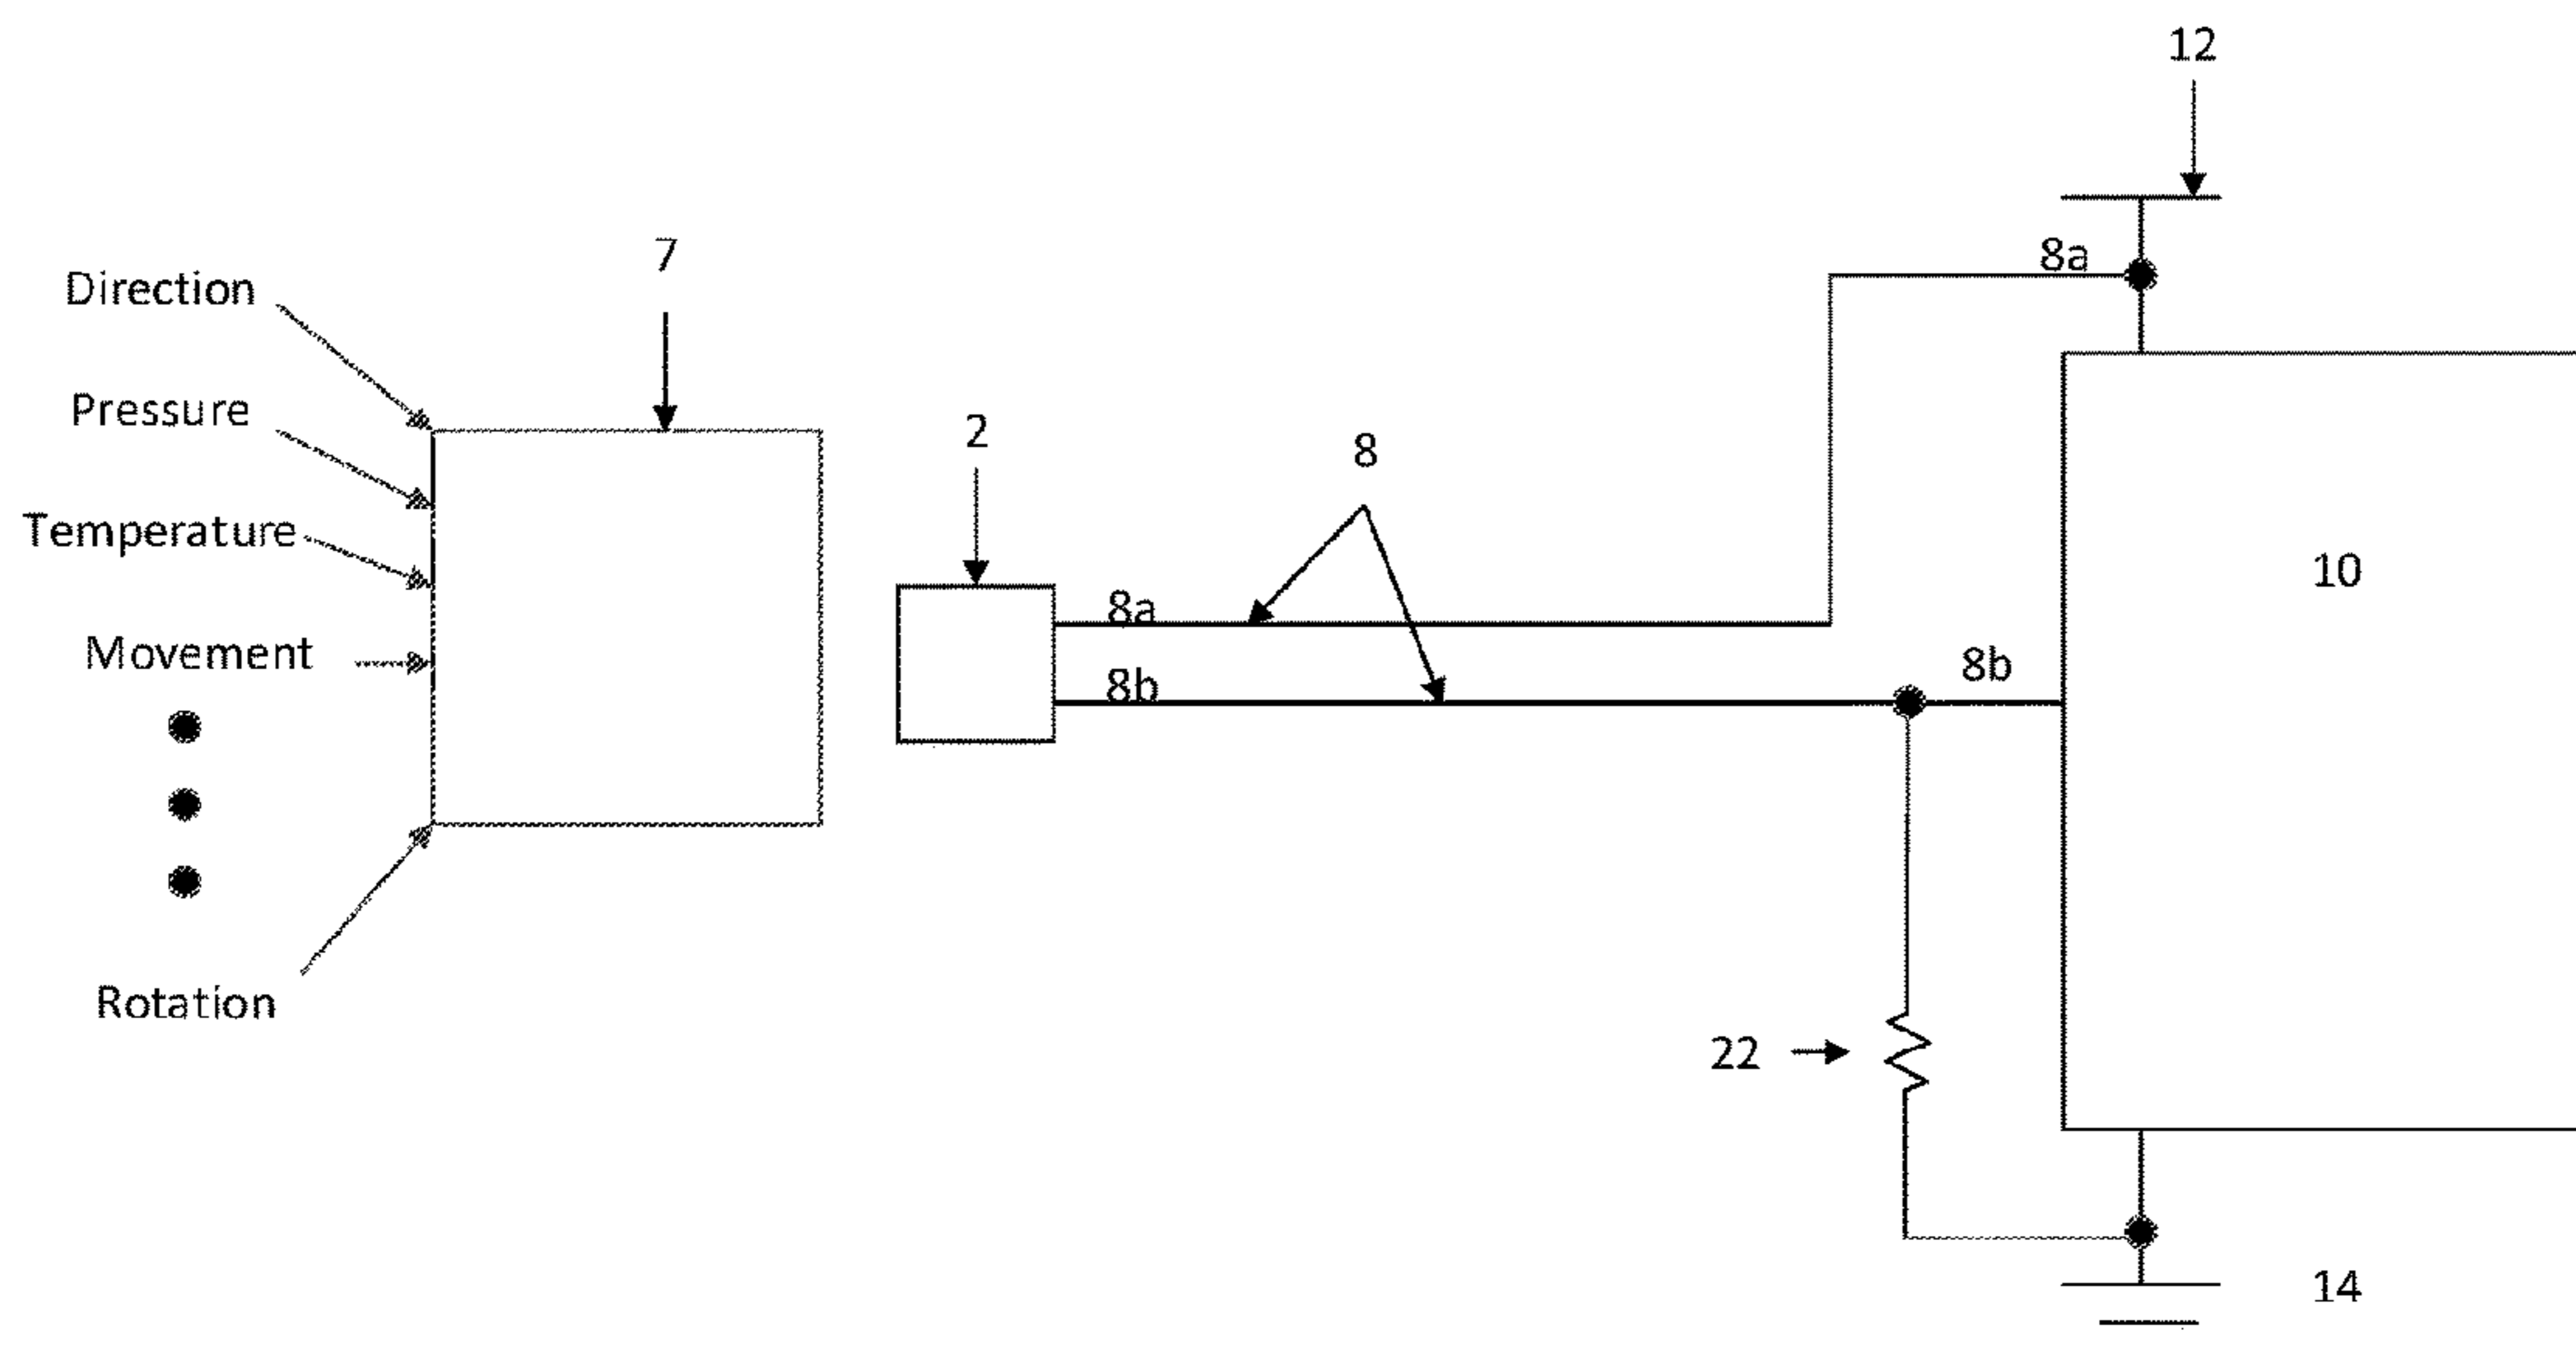 12
7
8a
Direction
Pressure
2
8
Temperature
10
8a
Movement
8b
8b
Rotation
22
14